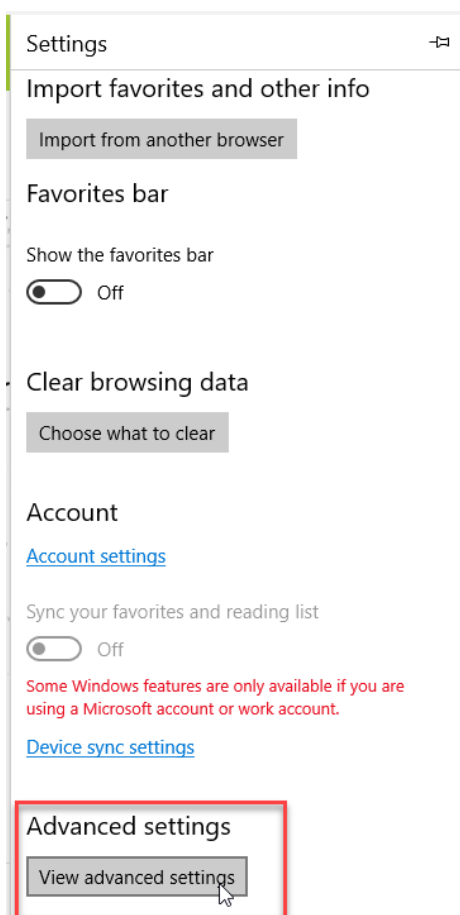 Settings
Import favorites and other info
Import from another browser
Favorites bar
Show the favorites bar
Off
Clear browsing data
Choose what to clear
Account
Account settings
Sync your favorites and reading list
Off
Some Windows features are only available if you are
using a Microsoft account or work account.
Device sync settings
Advanced settings
View advanced settings